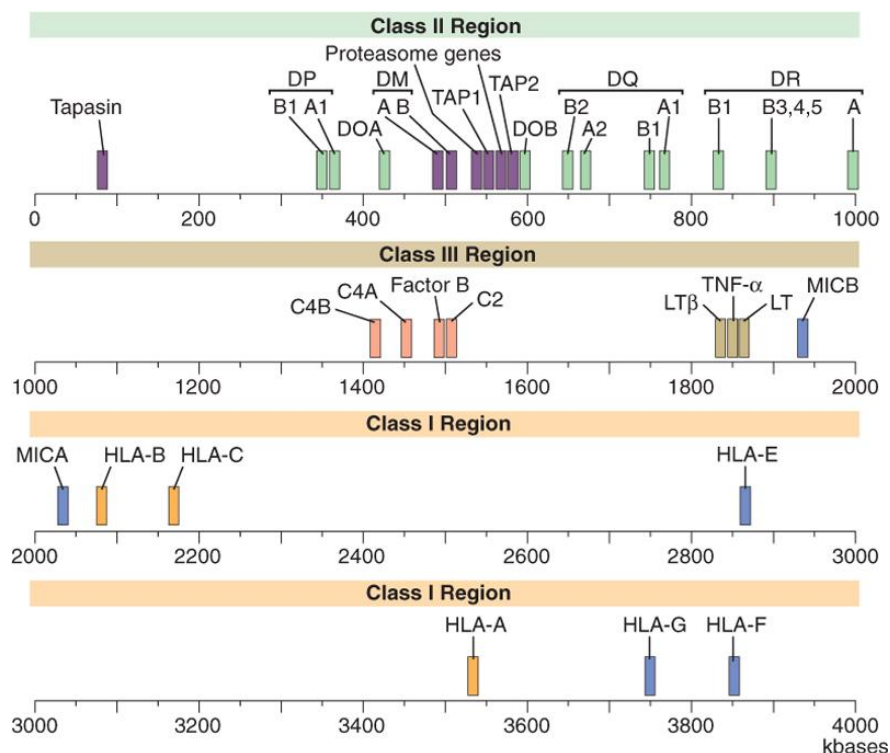 Class II Region
Proteasome genes
DP DM TAP2 DQ DR
Tapasin B1 A1 A B TAP1 B2 A1 B1 B3,4,5 A
DOA DOB A2 B1
0 200 400 600 800 1000
Class III Region
C4B C4A Factor B C2 LTβ TNF-α LT MICB
1000 1200 1400 1600 1800 2000
Class I Region
MICA HLA-B HLA-C HLA-E
2000 2200 2400 2600 2800 3000
Class I Region
HLA-A HLA-G HLA-F
3000 3200 3400 3600 3800 4000
kbases